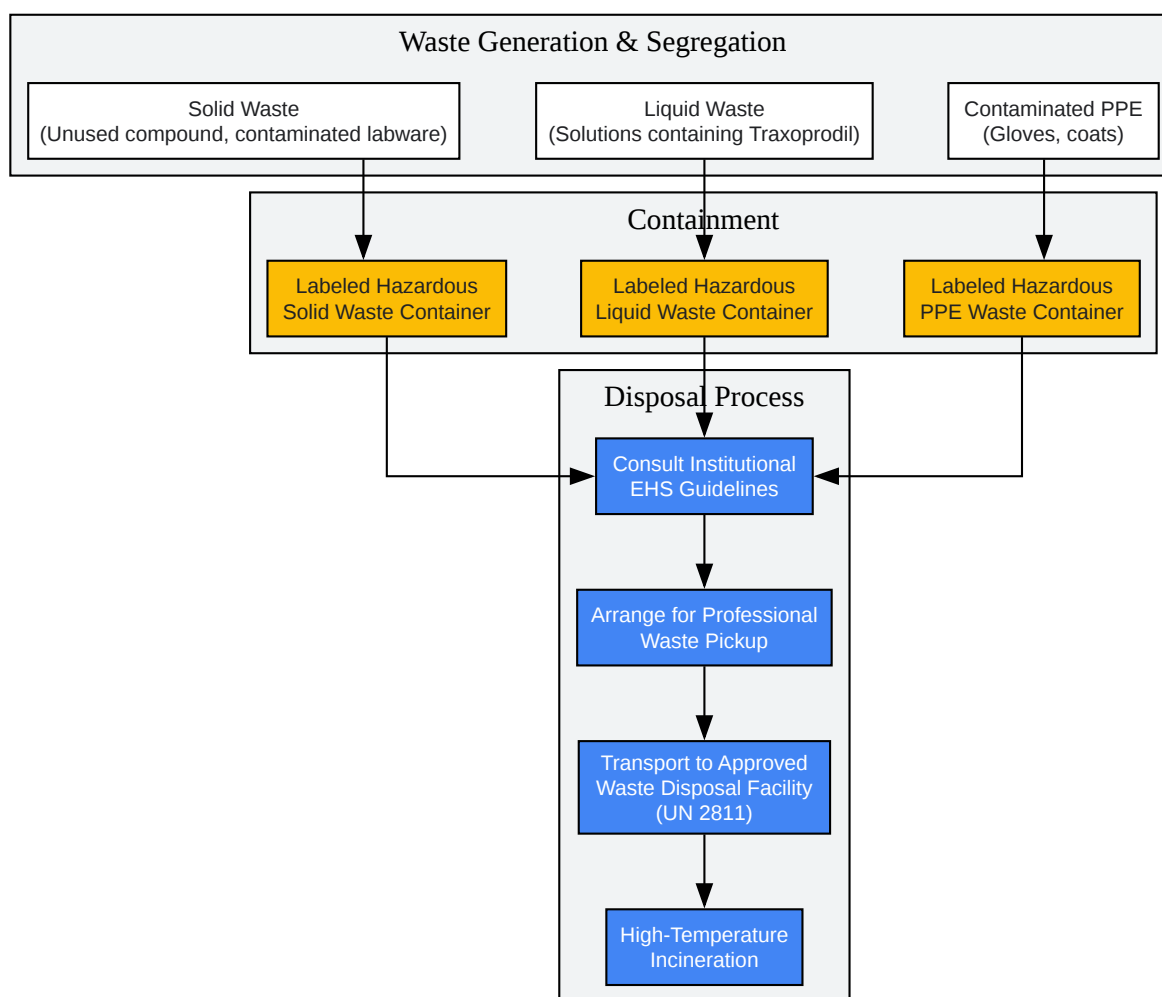 Waste Generation & Segregation
Solid Waste
(Unused compound, contaminated labware)
Liquid Waste
(Solutions containing Traxoprodil)
Contaminated PPE
(Gloves, coats)
Containment
Labeled Hazardous
Solid Waste Container
Labeled Hazardous
Liquid Waste Container
Labeled Hazardous
PPE Waste Container
Disposal Process
Consult Institutional
EHS Guidelines
Arrange for Professional
Waste Pickup
Transport to Approved
Waste Disposal Facility
(UN 2811)
High-Temperature
Incineration